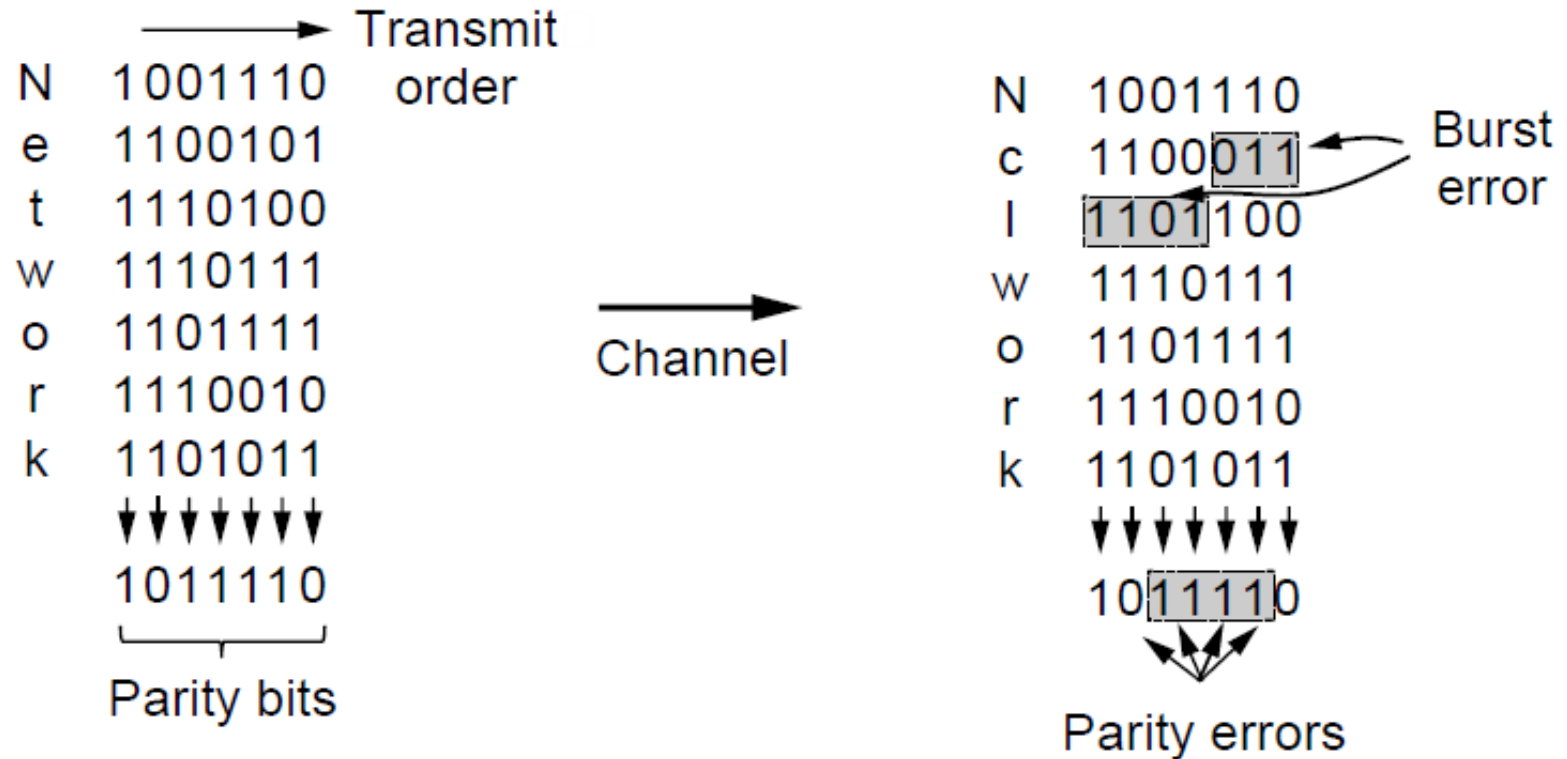 Transmit
order
N 1001110
e 1100101
t 1110100
w 1110111
o 1101111
r 1110010
k 1101011
1011110
Parity bits
Channel
N 1001110
c 1100011
l 1101100
w 1110111
o 1101111
r 1110010
k 1101011
1011110
Parity errors
Burst
error